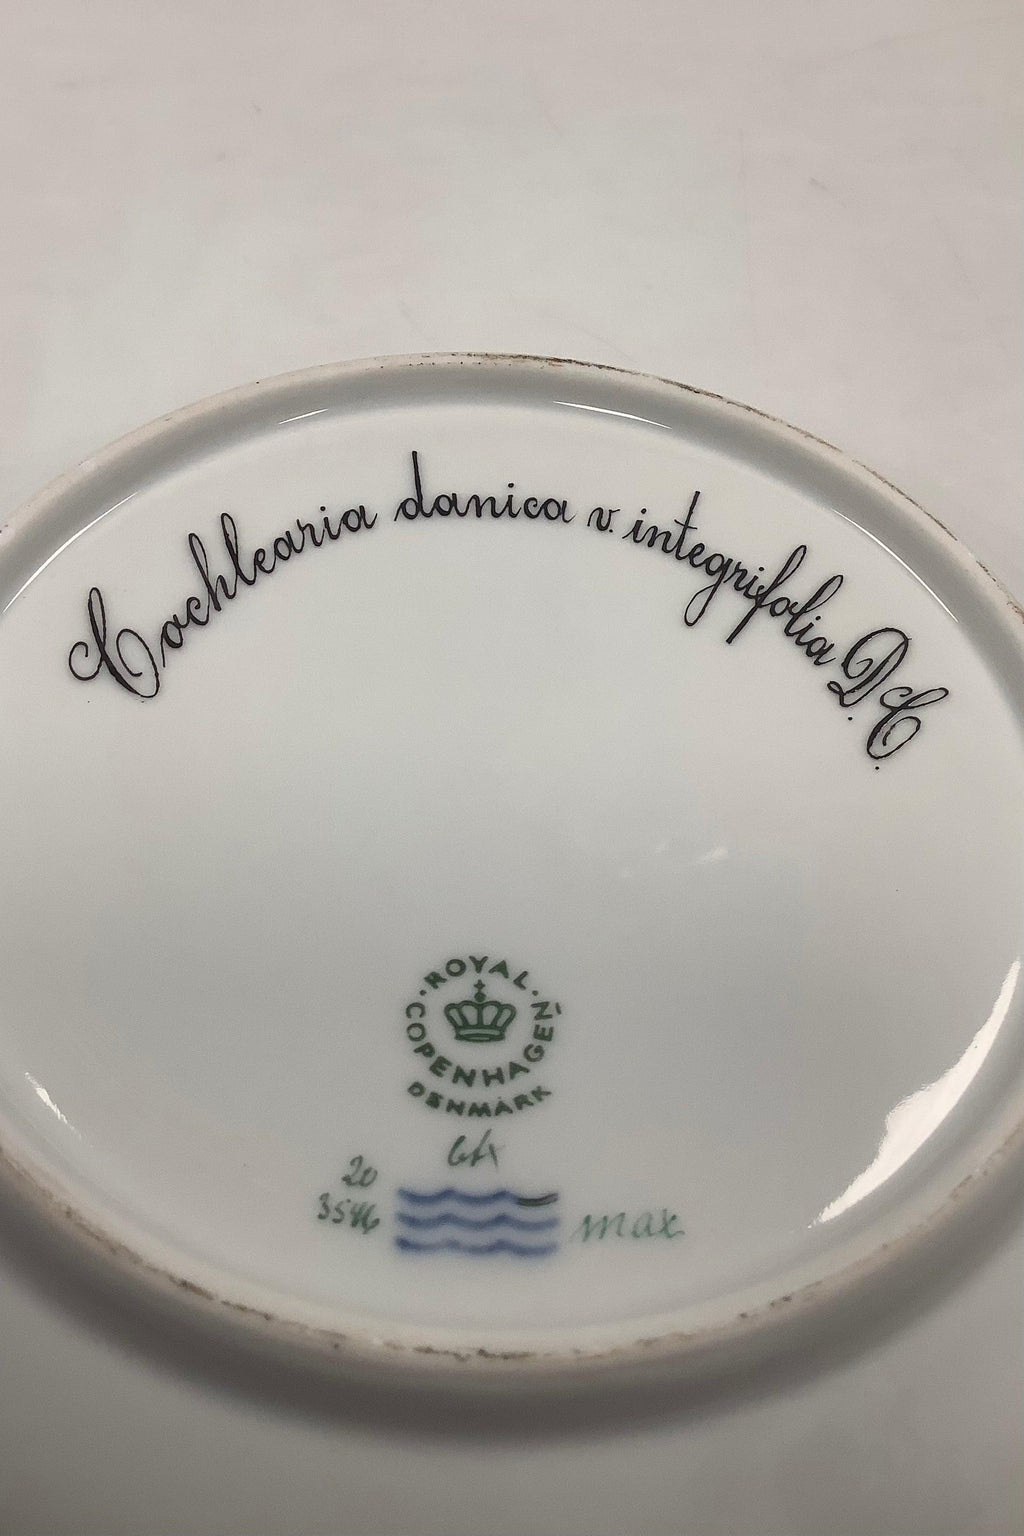 Cochlearia danica v. integrifolia D.C.
ROYAL
COPENHAGEN
DENMARK
20
3546
max